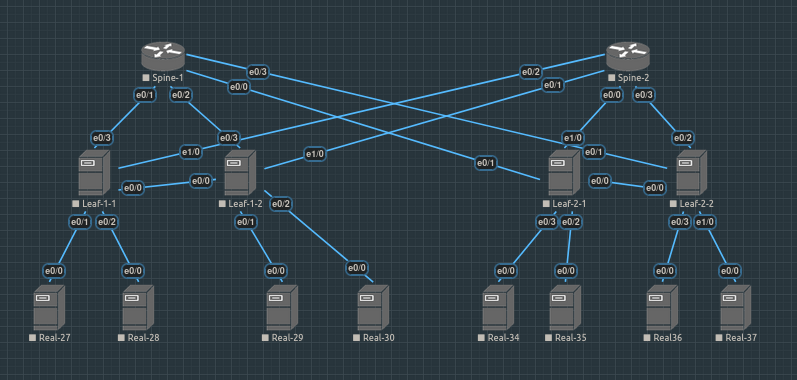 Spine-1
Spine-2
e0/3
e0/2
e0/0
e0/1
e0/1
e0/2
e0/0
e0/3
e0/3
e0/3
e1/0
e0/2
e1/0
e1/0
e0/1
e0/1
e0/0
e0/0
e0/0
e0/0
Leaf-1-1
Leaf-1-2
Leaf-2-1
Leaf-2-2
e0/2
e0/1
e0/2
e0/1
e0/3
e0/2
e0/3
e1/0
e0/0
e0/0
e0/0
e0/0
e0/0
e0/0
e0/0
e0/0
Real-27
Real-28
Real-29
Real-30
Real-34
Real-35
Real36
Real-37